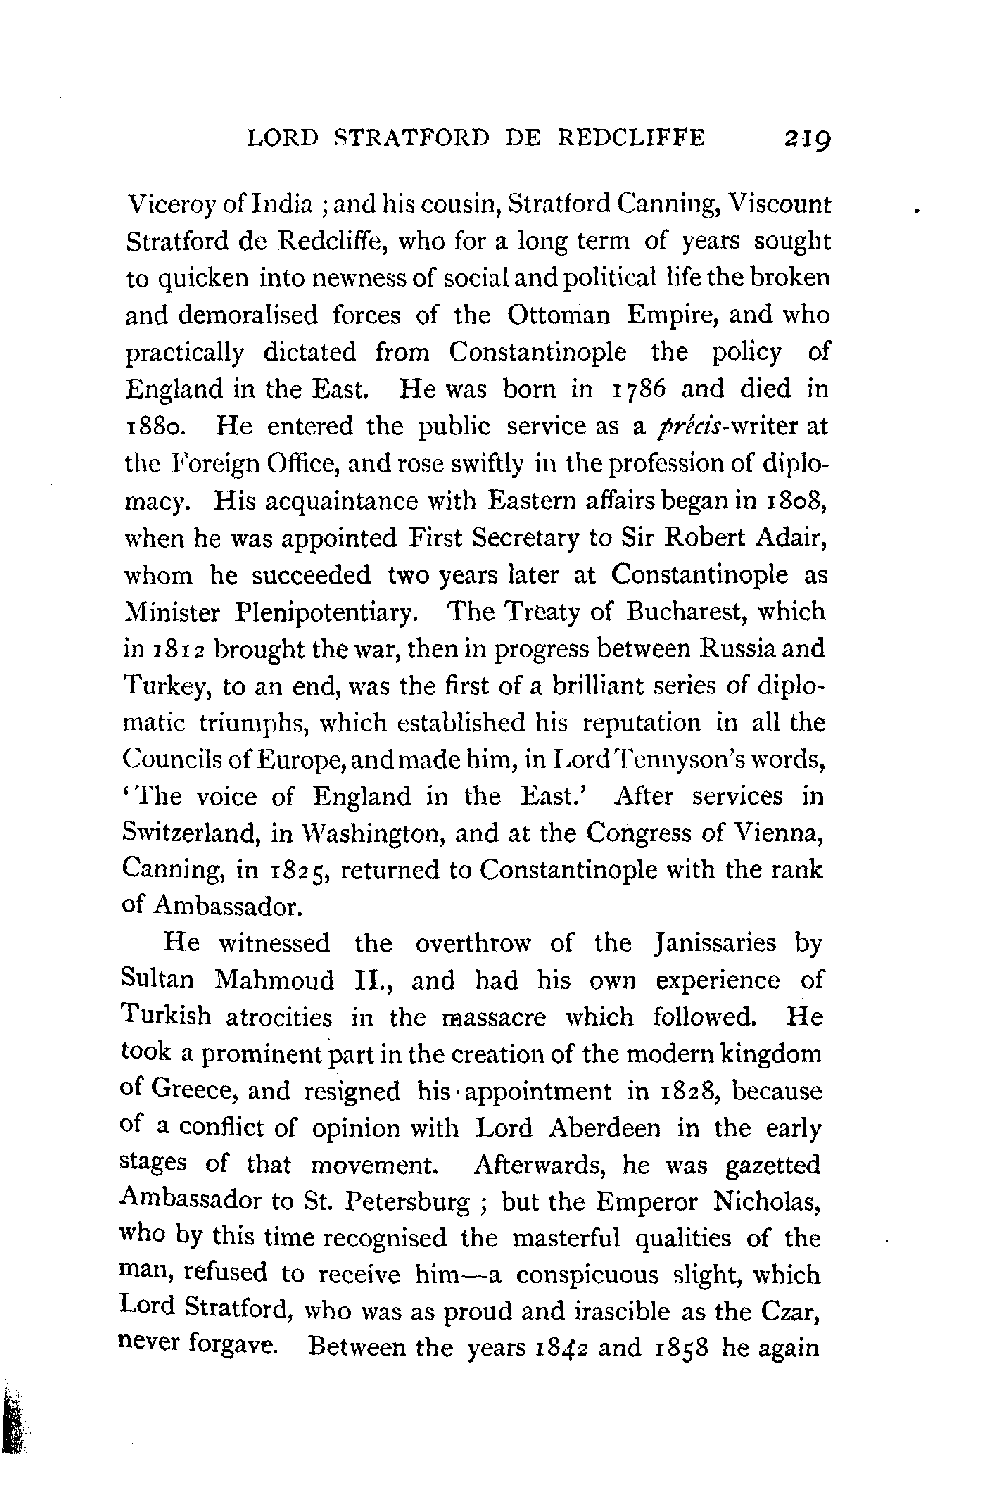 LORD STRATFORD DE REDCLIFFE 219
Viceroy of India ; and his cousin, Stratford Canning, Viscount
Stratford de Redcliffe, who for a long term of years sought
to quicken into newness of social and political life the broken
and demoralised forces of the Ottoman Empire, and who
practically dictated from Constantinople the policy of
England in the East. He was born in 1786 and died in
1880. He entered the public service as a précis-writer at
the Foreign Office, and rose swiftly in the profession of diplo-
macy. His acquaintance with Eastern affairs began in 1808,
when he was appointed First Secretary to Sir Robert Adair,
whom he succeeded two years later at Constantinople as
Minister Plenipotentiary. The Treaty of Bucharest, which
in 1812 brought the war, then in progress between Russia and
Turkey, to an end, was the first of a brilliant series of diplo-
matic triumphs, which established his reputation in all the
Councils of Europe, and made him, in Lord Tennyson's words,
'The voice of England in the East.' After services in
Switzerland, in Washington, and at the Congress of Vienna,
Canning, in 1825, returned to Constantinople with the rank
of Ambassador.
He witnessed the overthrow of the Janissaries by
Sultan Mahmoud II., and had his own experience of
Turkish atrocities in the massacre which followed. He
took a prominent part in the creation of the modern kingdom
of Greece, and resigned his appointment in 1828, because
of a conflict of opinion with Lord Aberdeen in the early
stages of that movement. Afterwards, he was gazetted
Ambassador to St. Petersburg ; but the Emperor Nicholas,
who by this time recognised the masterful qualities of the
man, refused to receive him—a conspicuous slight, which
Lord Stratford, who was as proud and irascible as the Czar,
never forgave. Between the years 1842 and 1858 he again